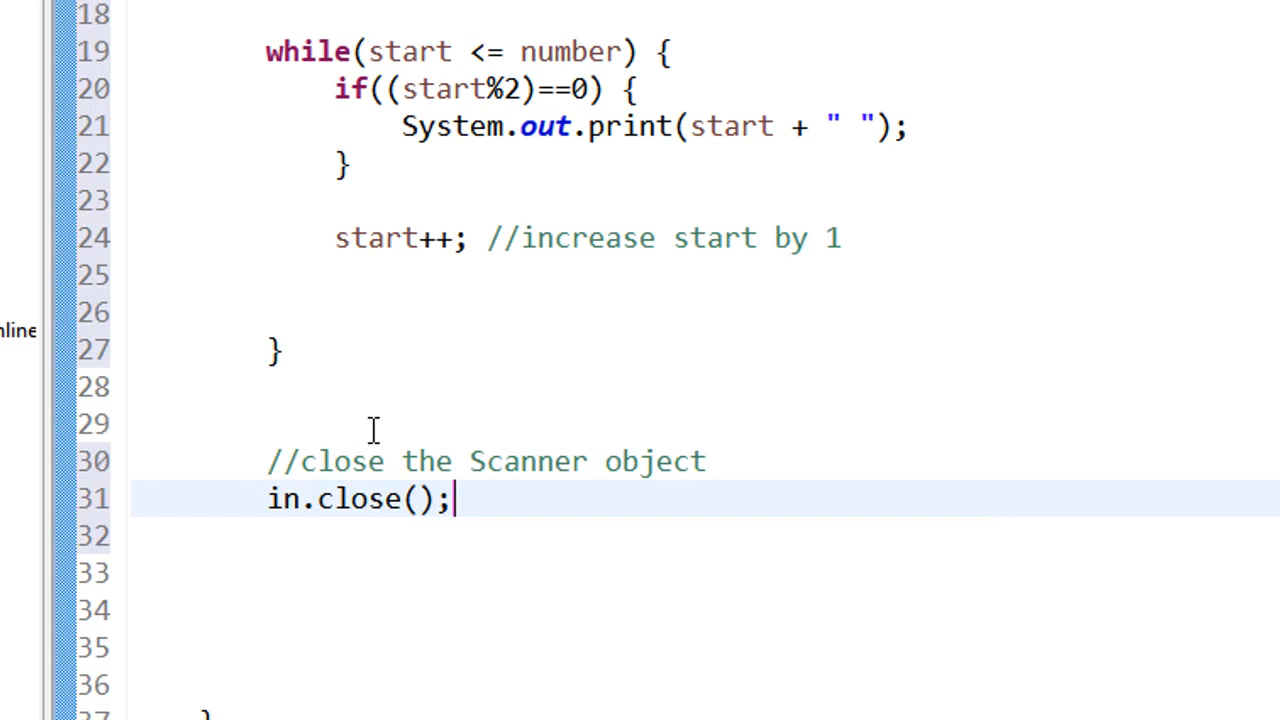 18
19 while(start <= number) {
20 if((start%2)==0) {
21 System.out.print(start + " ");
22 }
23
24 start++; //increase start by 1
25
26
nline
27 }
28
29
30 //close the Scanner object
31 in.close();
32
33
34
35
36
37 }